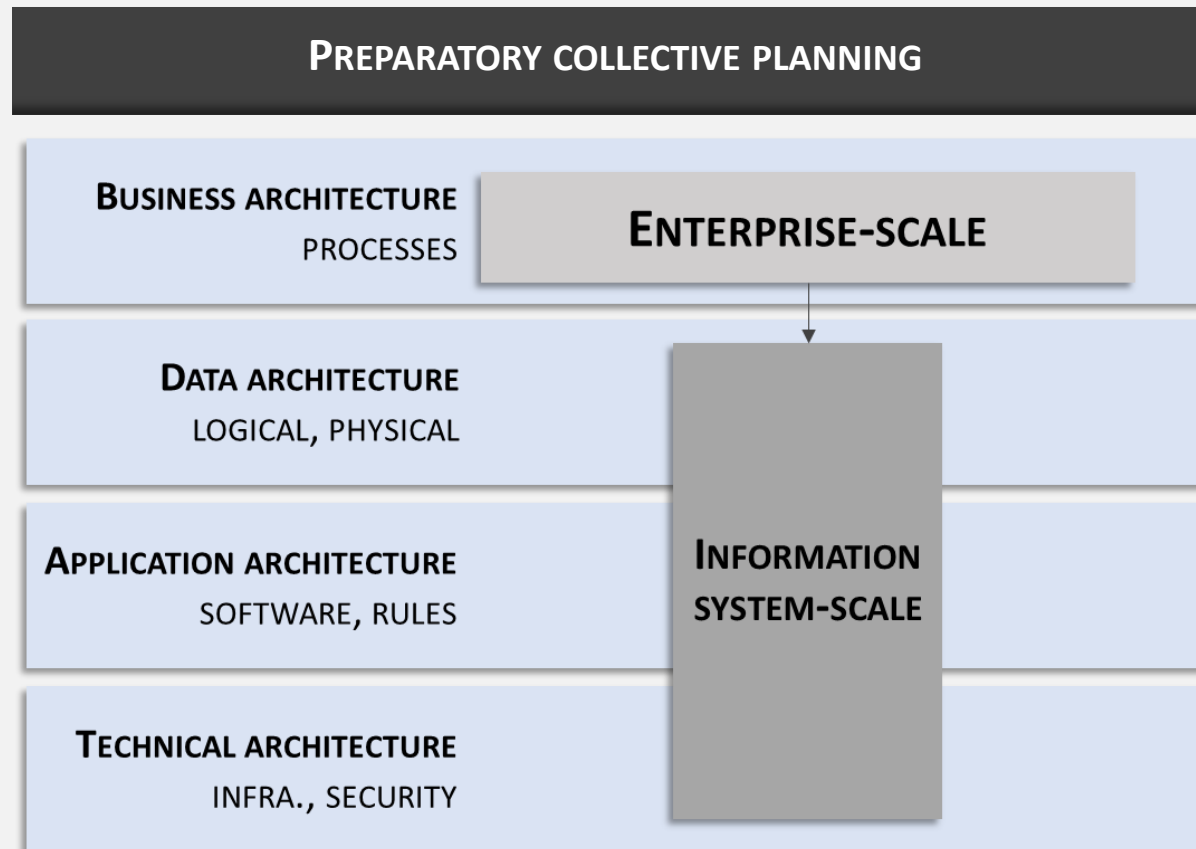 PREPARATORY COLLECTIVE PLANNING
BUSINESS ARCHITECTURE
PROCESSES
ENTERPRISE-SCALE
DATA ARCHITECTURE
LOGICAL, PHYSICAL
APPLICATION ARCHITECTURE
SOFTWARE, RULES
INFORMATION
SYSTEM-SCALE
TECHNICAL ARCHITECTURE
INFRA., SECURITY